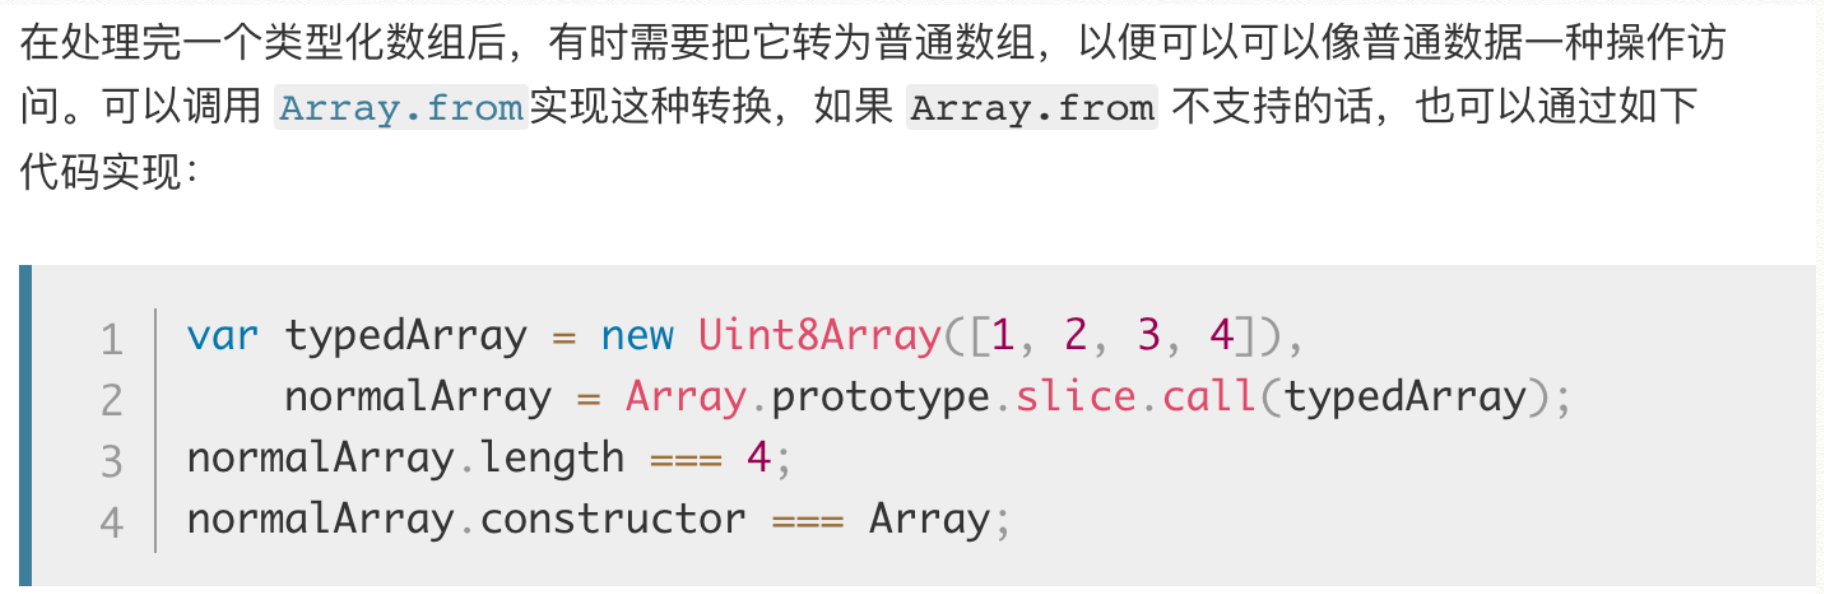 在处理完一个类型化数组后，有时需要把它转为普通数组，以便可以可以像普通数据一种操作访
问。可以调用 Array.from实现这种转换，如果 Array.from 不支持的话，也可以通过如下
代码实现：
1 var typedArray = new Uint8Array([1, 2, 3, 4]),
2     normalArray = Array.prototype.slice.call(typedArray);
3 normalArray.length === 4;
4 normalArray.constructor === Array;